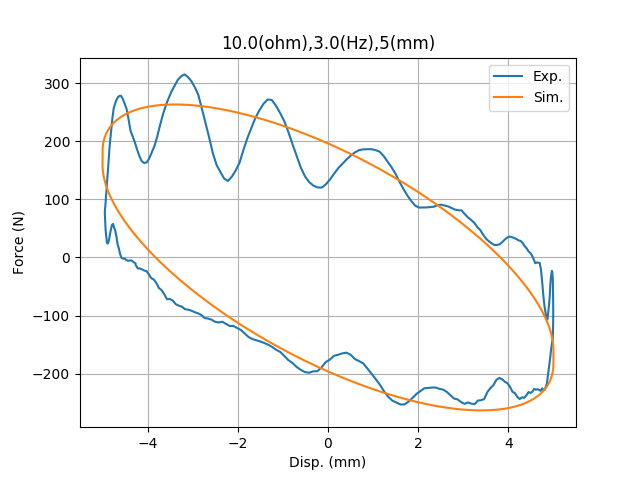 10.0(ohm),3.0(Hz),5(mm)
Exp.
Sim.
300
200
100
0
−100
−200
Force (N)
−4
−2
0
2
4
Disp. (mm)